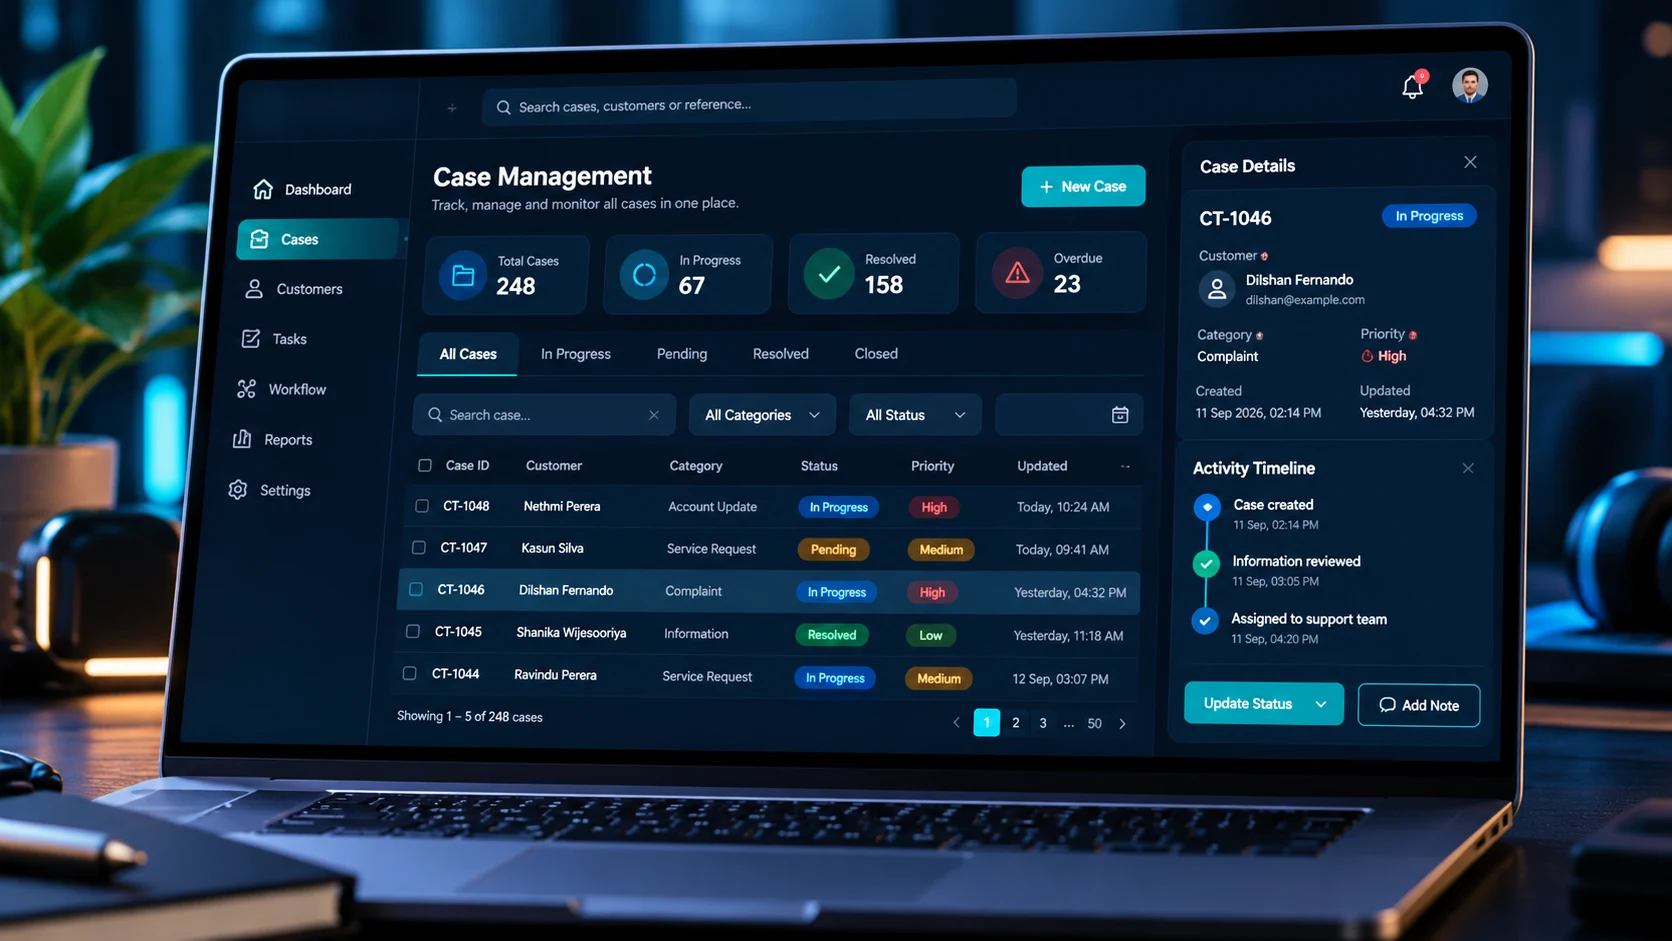 Search cases, customers or reference...
Dashboard
Cases
Customers
Tasks
Workflow
Reports
Settings
Case Management
Track, manage and monitor all cases in one place.
+ New Case
Total Cases
248
In Progress
67
Resolved
158
Overdue
23
All Cases
In Progress
Pending
Resolved
Closed
Search case...
All Categories
All Status
Case ID Customer Category Status Priority Updated
CT-1048 Nethmi Perera Account Update In Progress High Today, 10:24 AM
CT-1047 Kasun Silva Service Request Pending Medium Today, 09:41 AM
CT-1046 Dilshan Fernando Complaint In Progress High Yesterday, 04:32 PM
CT-1045 Shanika Wijesooriya Information Resolved Low Yesterday, 11:18 AM
CT-1044 Ravindu Perera Service Request In Progress Medium 12 Sep, 03:07 PM
Showing 1 – 5 of 248 cases
1 2 3 ... 50
Case Details
CT-1046
In Progress
Customer
Dilshan Fernando
dilshan@example.com
Category Priority
Complaint High
Created Updated
11 Sep 2026, 02:14 PM Yesterday, 04:32 PM
Activity Timeline
Case created
11 Sep, 02:14 PM
Information reviewed
11 Sep, 03:05 PM
Assigned to support team
11 Sep, 04:20 PM
Update Status
Add Note